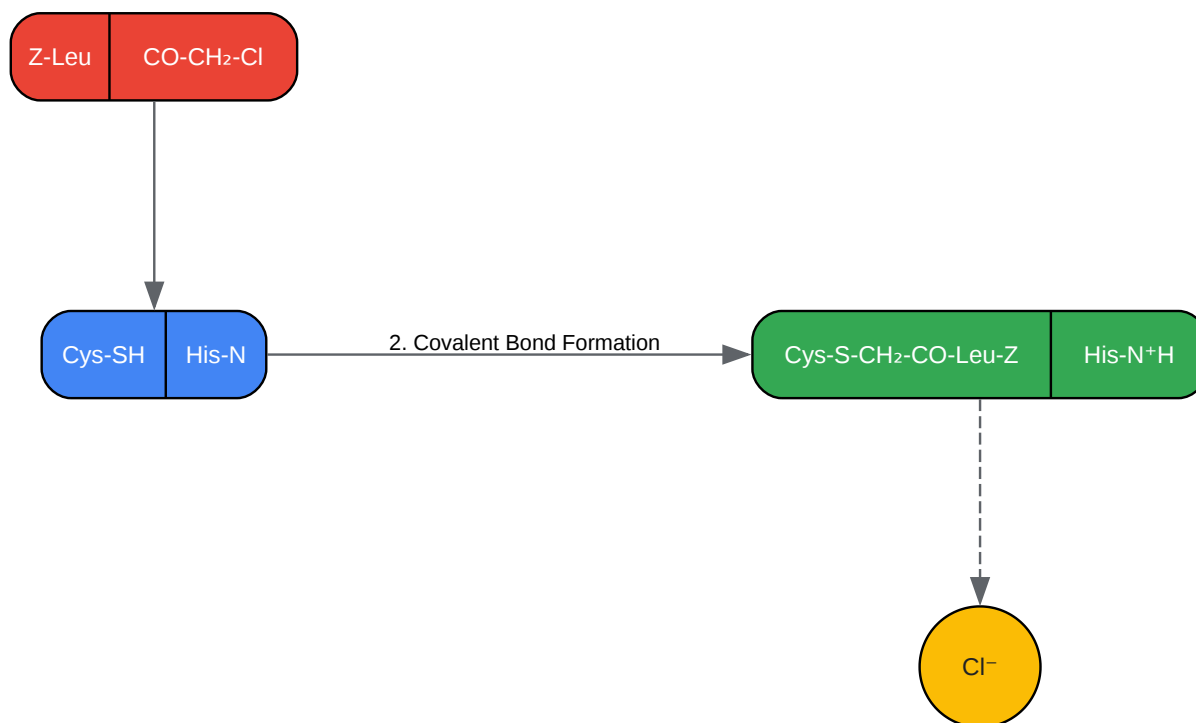 Z-Leu
CO-CH₂-Cl
Cys-SH
His-N
2. Covalent Bond Formation
Cys-S-CH₂-CO-Leu-Z
His-N⁺H
Cl⁻